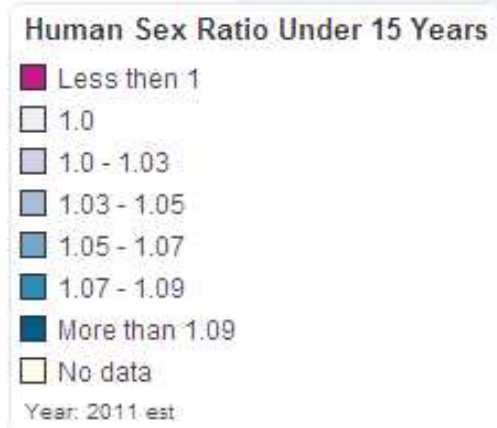 Human Sex Ratio Under 15 Years
Less then 1
1.0
1.0 - 1.03
1.03 - 1.05
1.05 - 1.07
1.07 - 1.09
More than 1.09
No data
Year: 2011 est